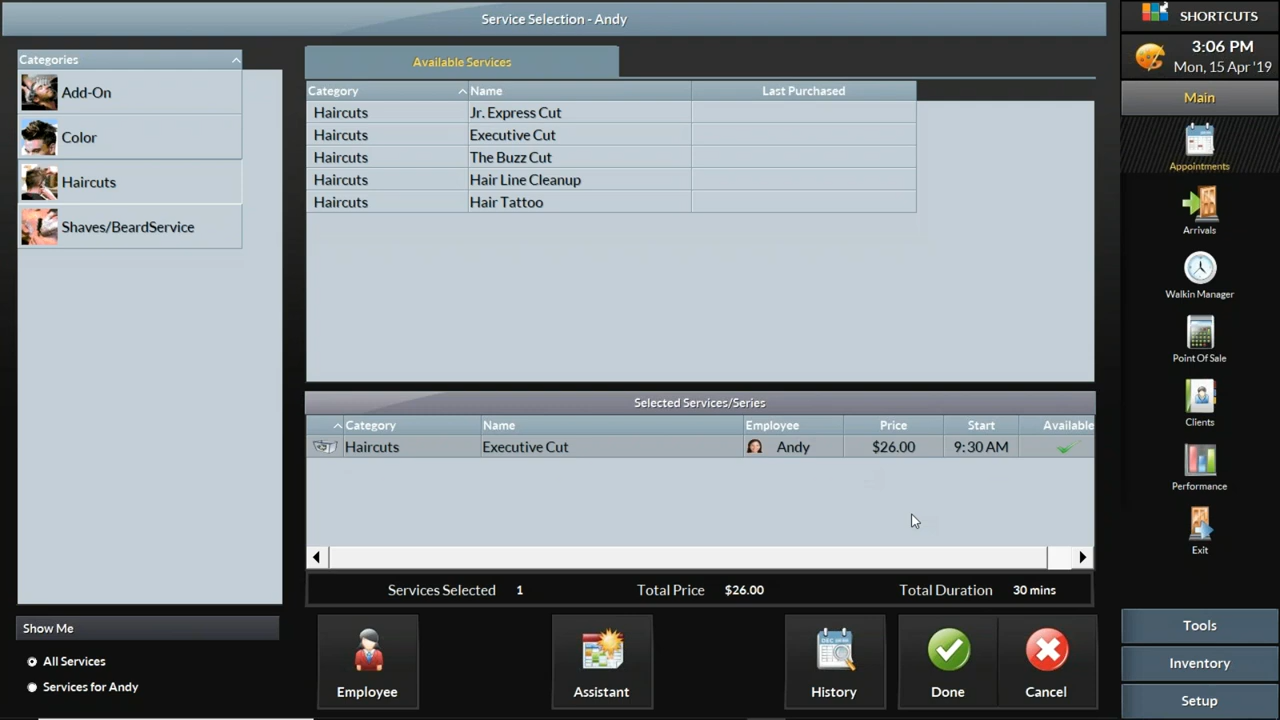 Service Selection - Andy
SHORTCUTS
3:06 PM
Mon, 15 Apr '19
Main
Appointments
Arrivals
Walkin Manager
Point Of Sale
Clients
Performance
Exit
Tools
Inventory
Setup
Categories
Add-On
Color
Haircuts
Shaves/BeardService
Show Me
All Services
Services for Andy
Available Services
Category Name Last Purchased
Haircuts Jr. Express Cut
Haircuts Executive Cut
Haircuts The Buzz Cut
Haircuts Hair Line Cleanup
Haircuts Hair Tattoo
Selected Services/Series
Category Name Employee Price Start Available
Haircuts Executive Cut Andy $26.00 9:30 AM
Services Selected 1 Total Price $26.00 Total Duration 30 mins
Employee Assistant History Done Cancel